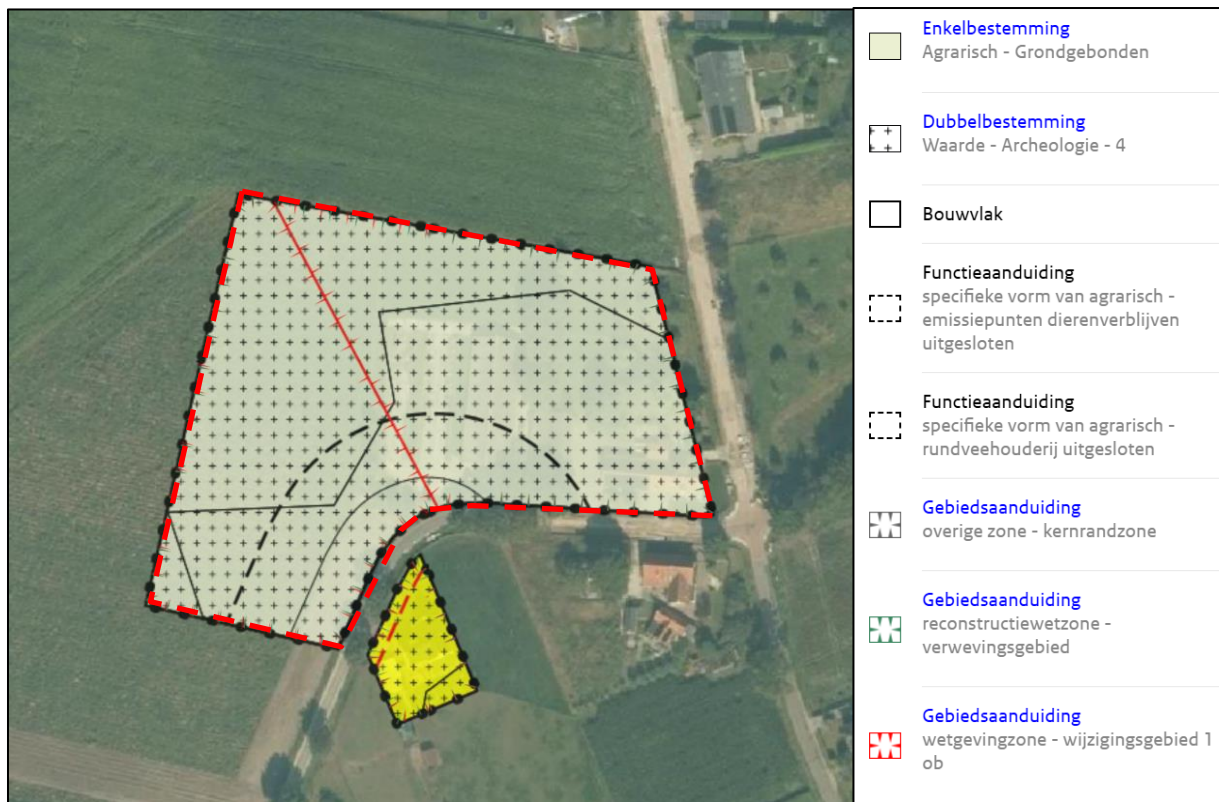 Enkelbestemming
Agrarisch - Grondgebonden
Dubbelbestemming
Waarde - Archeologie - 4
Bouwvlak
Functieaanduiding
specifieke vorm van agrarisch -
emissiepunten dierenverblijven
uitgesloten
Functieaanduiding
specifieke vorm van agrarisch -
rundveehouderij uitgesloten
Gebiedsaanduiding
overige zone - kernrandzone
Gebiedsaanduiding
reconstructiewetzone -
verwevingsgebied
Gebiedsaanduiding
wetgevingzone - wijzigingsgebied 1
ob